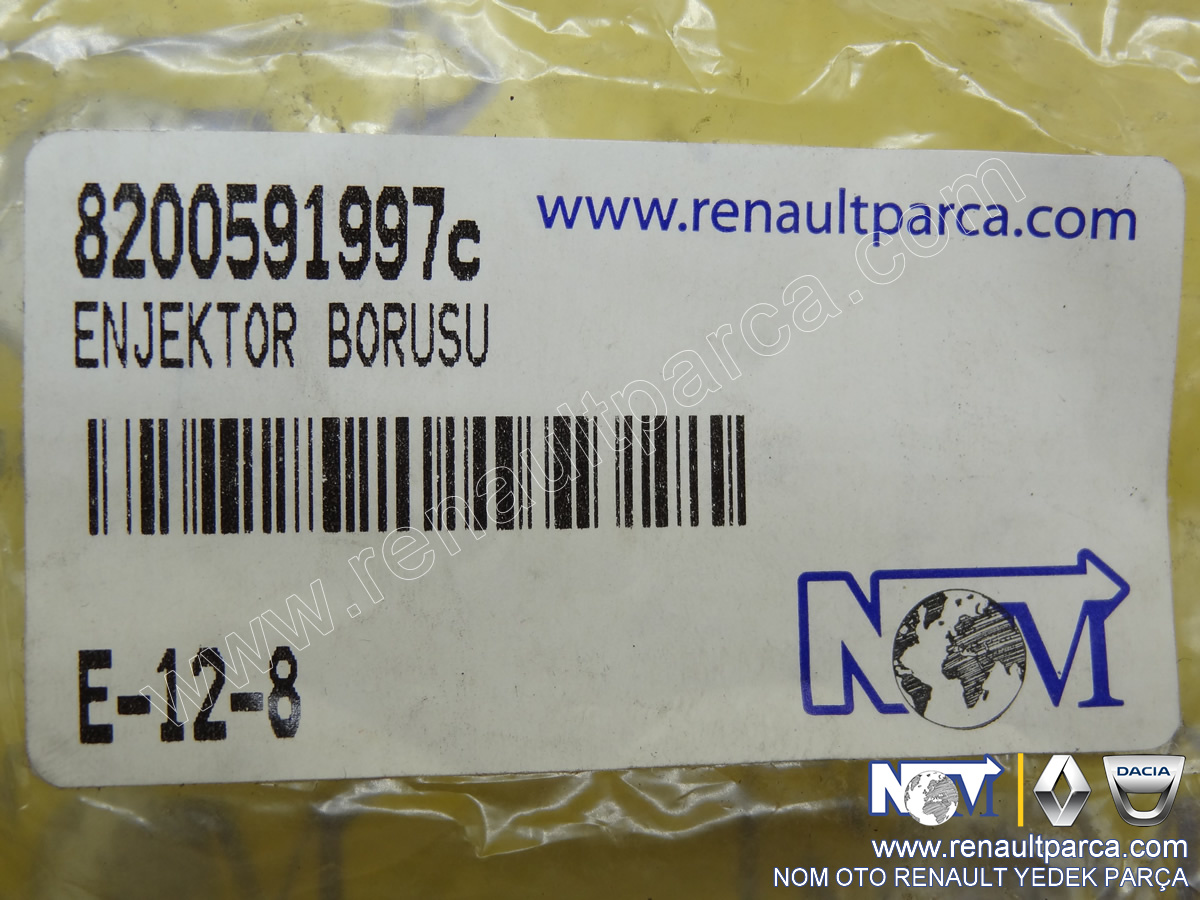 8200591997c
www.renaultparca.com
ENJEKTOR BORUSU
www.renaultparca.com
E-12-8
NOM
NOM
DACIA
www.renaultparca.com
NOM OTO RENAULT YEDEK PARÇA